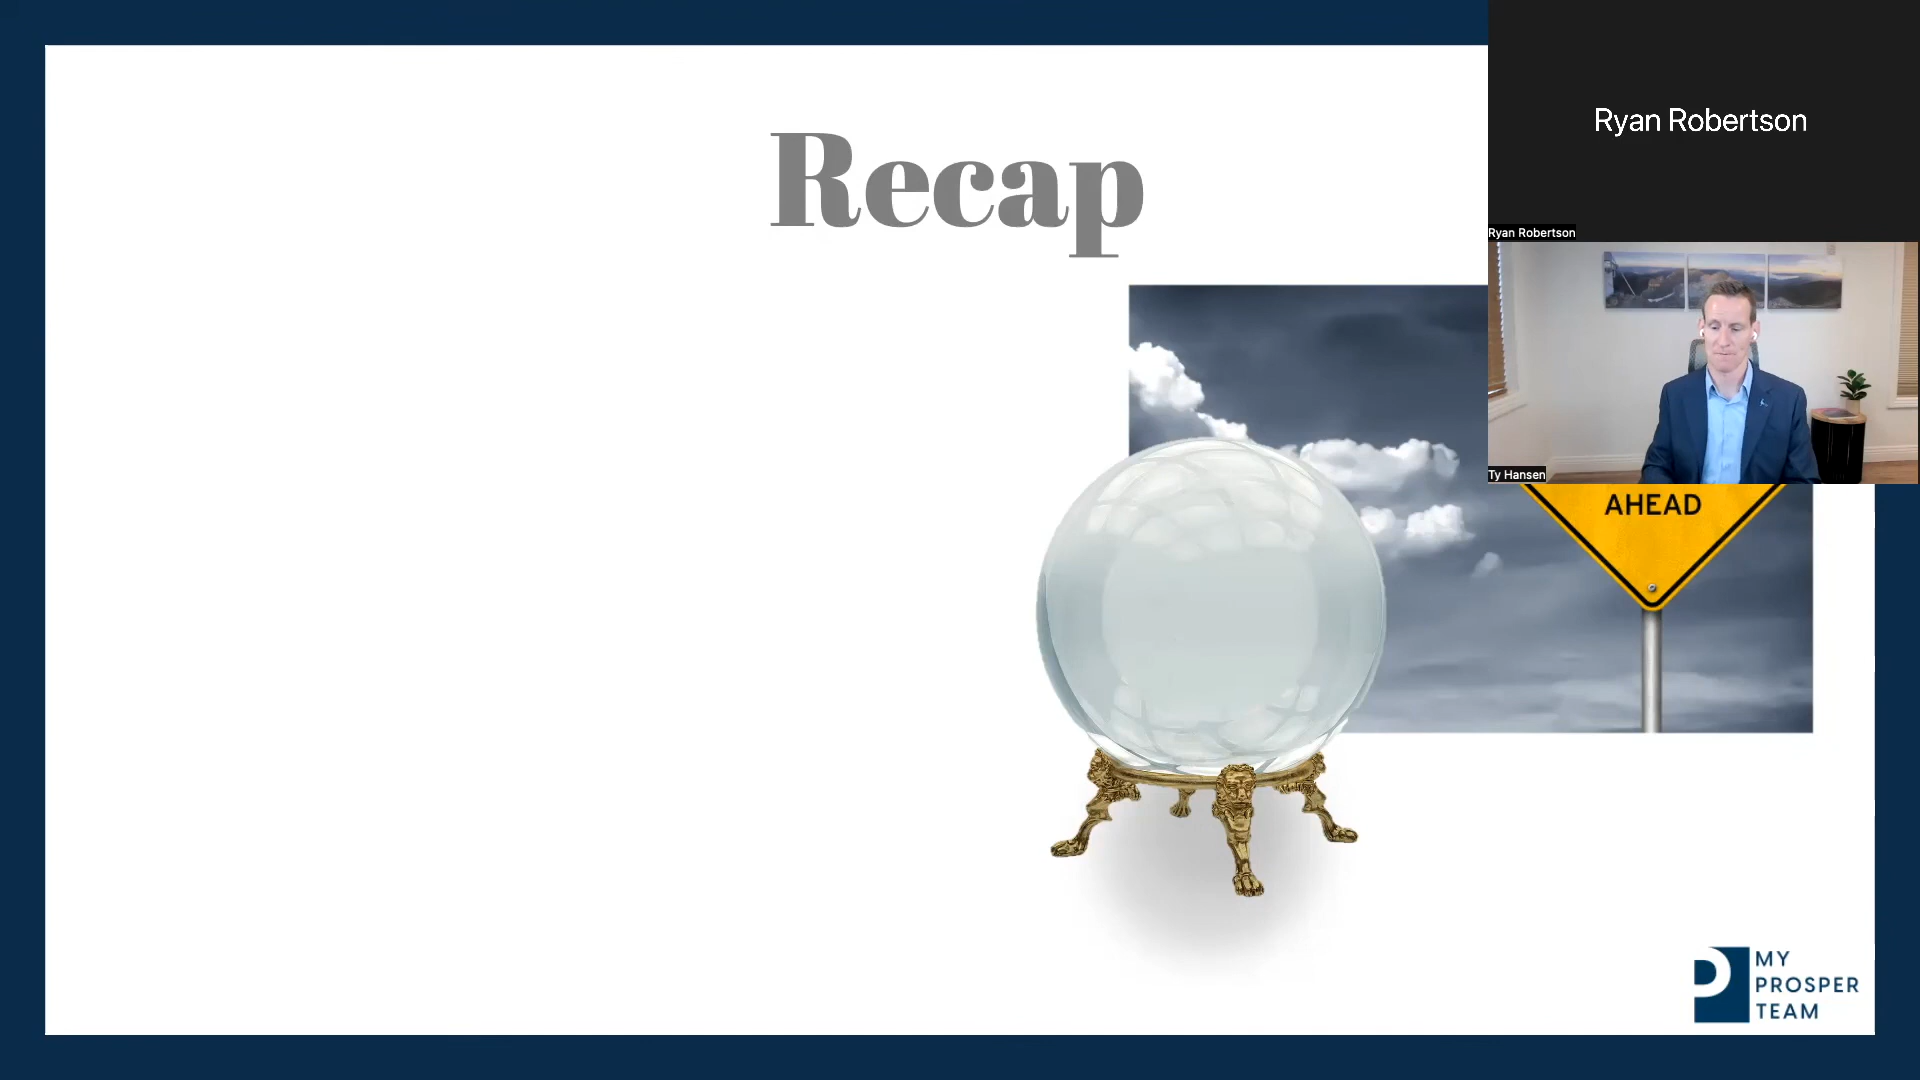 Recap
Ryan Robertson
Ryan Robertson
Ty Hansen
AHEAD
MY
PROSPER
TEAM